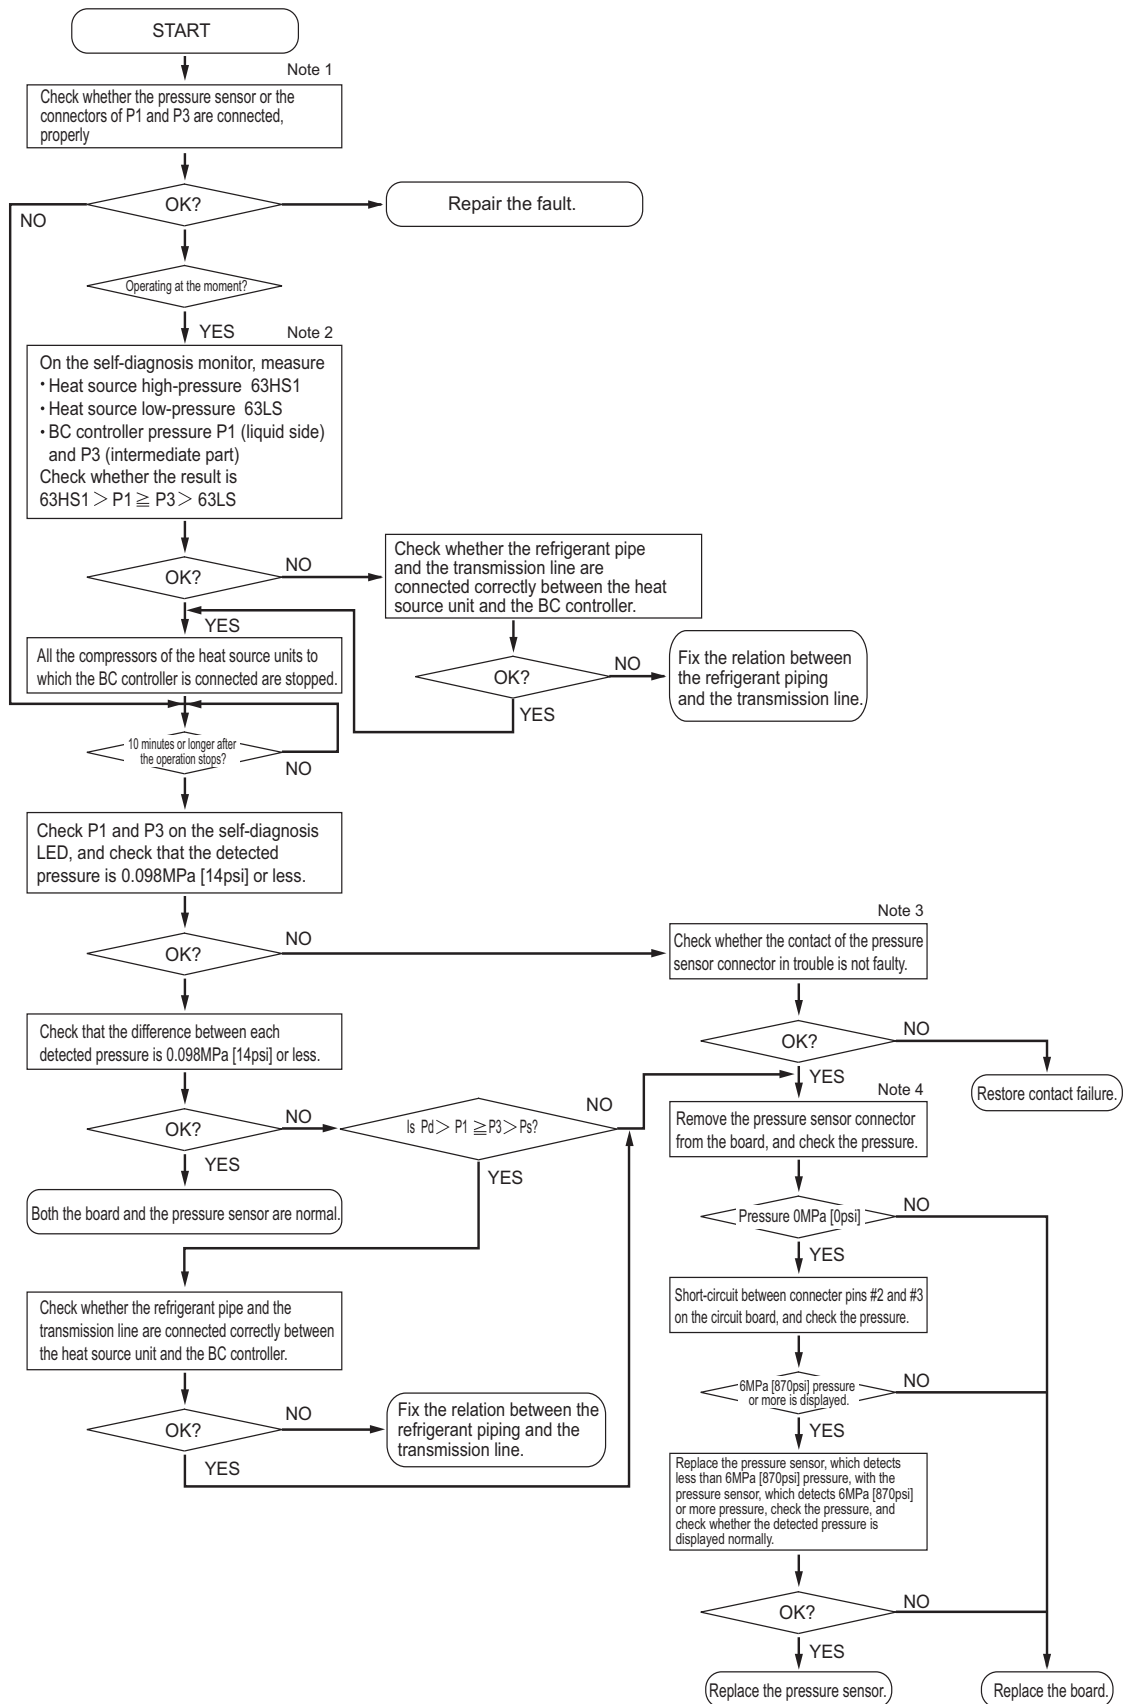 START
Note 1
Check whether the pressure sensor or the
connectors of P1 and P3 are connected,
properly
OK?
NO
Repair the fault.
Operating at the moment?
YES
Note 2
On the self-diagnosis monitor, measure
・Heat source high-pressure 63HS1
・Heat source low-pressure 63LS
・BC controller pressure P1 (liquid side)
and P3 (intermediate part)
Check whether the result is
63HS1＞P1≧P3＞63LS
OK?
NO
Check whether the refrigerant pipe
and the transmission line are
connected correctly between the heat
source unit and the BC controller.
YES
All the compressors of the heat source units to
which the BC controller is connected are stopped.
OK?
NO
Fix the relation between
the refrigerant piping
and the transmission line.
YES
10 minutes or longer after
the operation stops?
NO
Check P1 and P3 on the self-diagnosis
LED, and check that the detected
pressure is 0.098MPa [14psi] or less.
OK?
NO
Note 3
Check whether the contact of the pressure
sensor connector in trouble is not faulty.
Check that the difference between each
detected pressure is 0.098MPa [14psi] or less.
OK?
NO
Restore contact failure.
YES
OK?
NO
Is Pd＞P1≧P3＞Ps?
NO
YES
YES
Both the board and the pressure sensor are normal.
Note 4
Remove the pressure sensor connector
from the board, and check the pressure.
Pressure 0MPa [0psi]
NO
YES
Check whether the refrigerant pipe and the
transmission line are connected correctly between
the heat source unit and the BC controller.
Short-circuit between connecter pins #2 and #3
on the circuit board, and check the pressure.
6MPa [870psi] pressure
or more is displayed.
NO
YES
OK?
NO
Fix the relation between the
refrigerant piping and the
transmission line.
YES
Replace the pressure sensor, which detects
less than 6MPa [870psi] pressure, with the
pressure sensor, which detects 6MPa [870psi]
or more pressure, check the pressure, and
check whether the detected pressure is
displayed normally.
OK?
NO
YES
Replace the pressure sensor.
Replace the board.